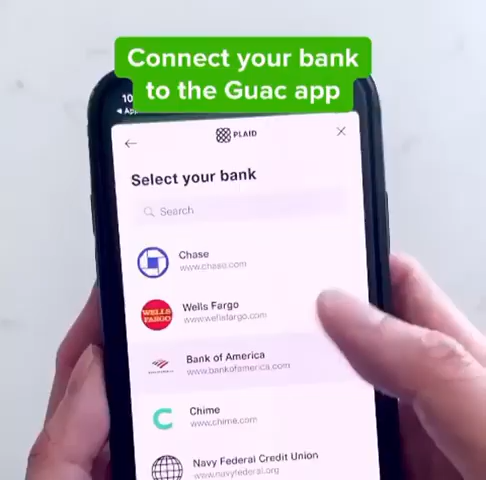 Connect your bank
to the Guac app
10
◀ App
PLAID
Select your bank
Search
Chase
www.chase.com
WELLS
FARGO
Wells Fargo
www.wellsfargo.com
Bank of America
www.bankofamerica.com
Chime
www.chime.com
Navy Federal Credit Union
www.navyfederal.org